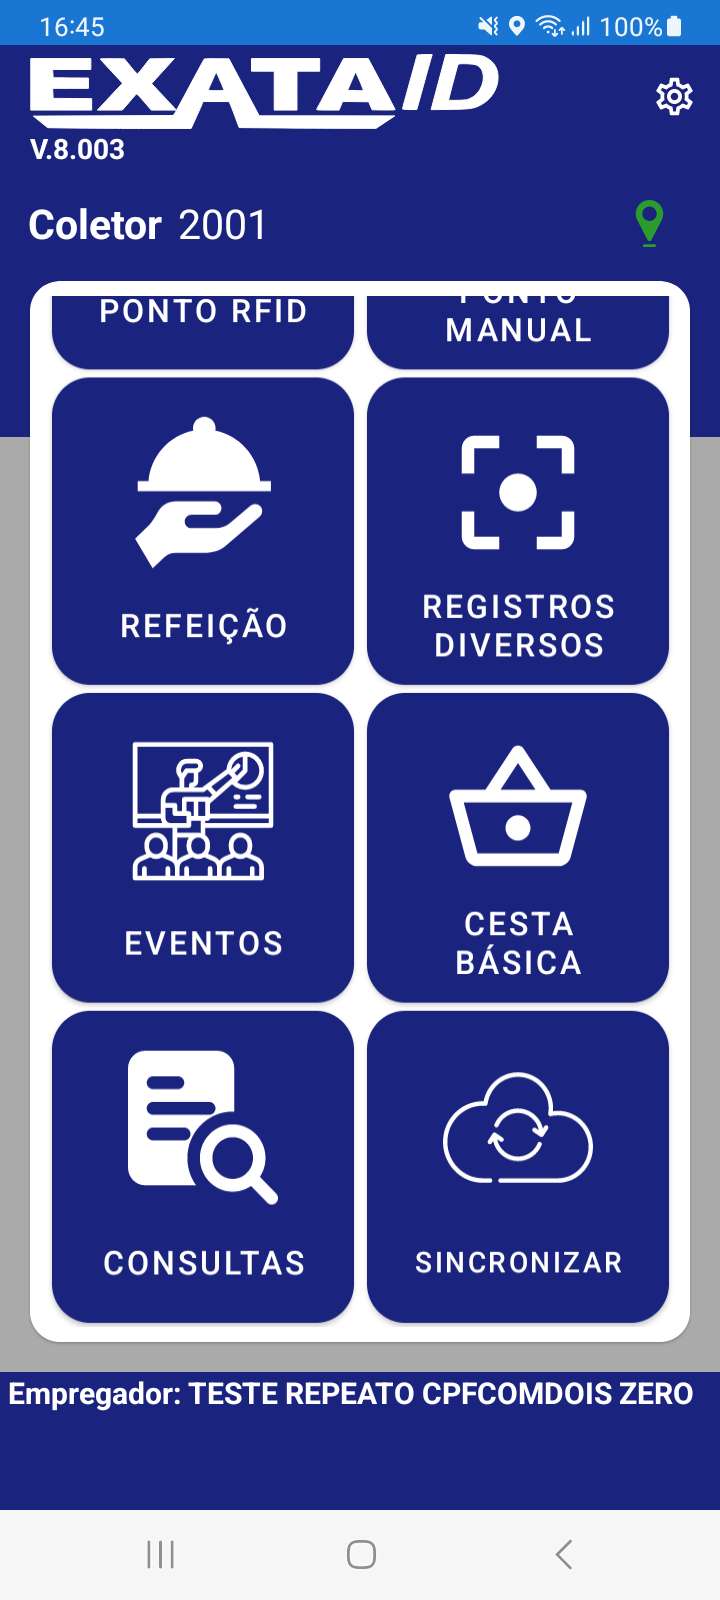 16:45
100%
EXATA ID
V.8.003
Coletor 2001
PONTO RFID
PONTO
MANUAL
REFEIÇÃO
REGISTROS
DIVERSOS
EVENTOS
CESTA
BÁSICA
CONSULTAS
SINCRONIZAR
Empregador: TESTE REPEATO CPFCOMDOIS ZERO